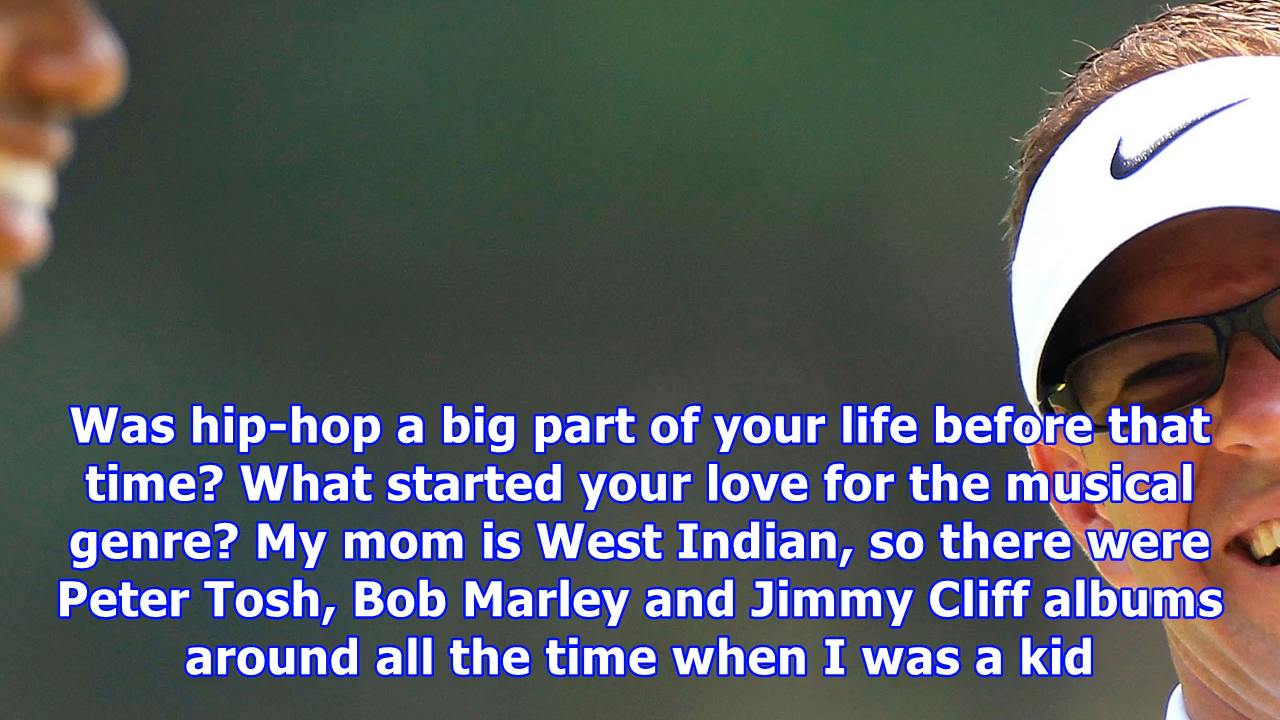 Was hip-hop a big part of your life before that
time? What started your love for the musical
genre? My mom is West Indian, so there were
Peter Tosh, Bob Marley and Jimmy Cliff albums
around all the time when I was a kid